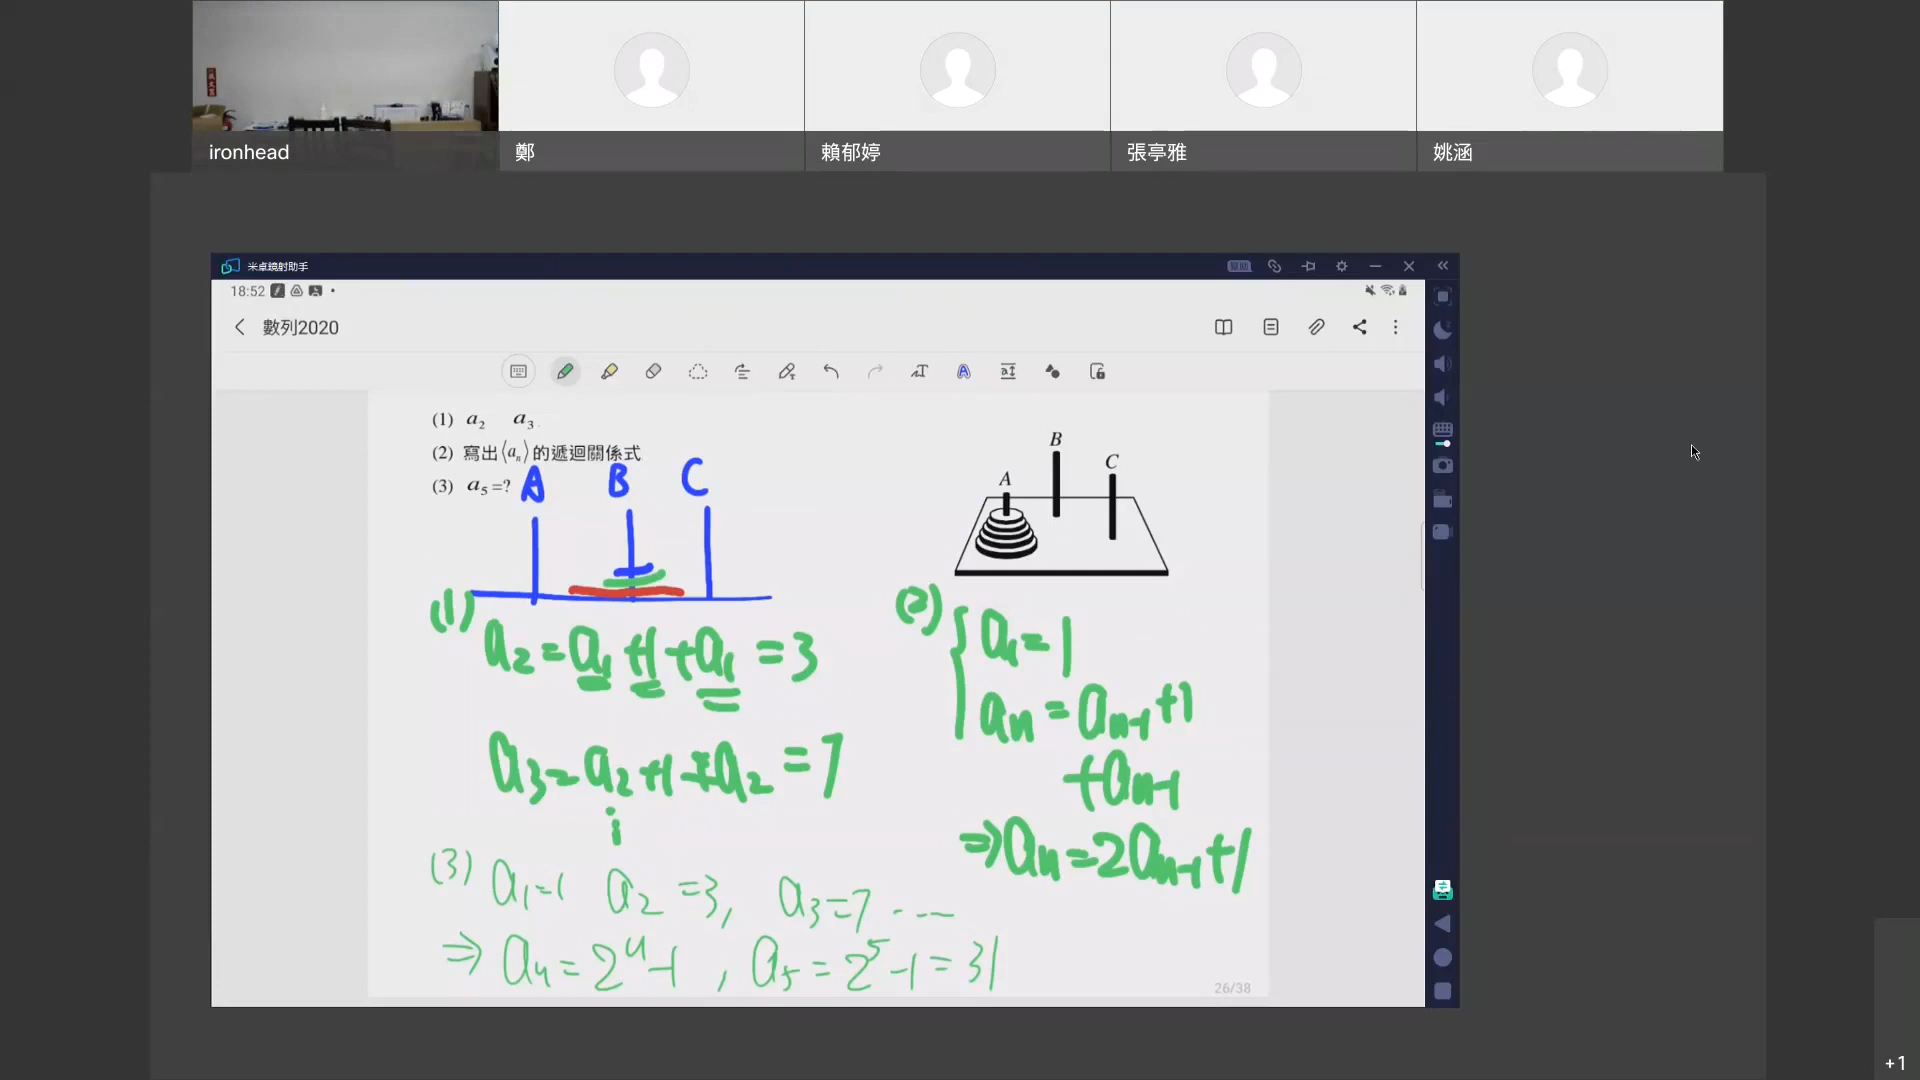 ironhead
鄭
賴郁婷
張亭雅
姚涵
米卓鏡射助手
18:52
數列2020
(1) a₂ a₃
(2) 寫出⟨aₙ⟩的遞迴關係式
(3) a₅=?
A B C
A
B
C
(1)
a₂=a₁+1+a₁=3
a₃=a₂+1+a₂=7
(2)
a₁=1
aₙ=aₙ₋₁+1
+aₙ₋₁
⇒aₙ=2aₙ₋₁+1
(3) a₁=1 a₂=3, a₃=7 ......
⇒ a₄=2⁴-1, a₅=2⁵-1=31
26/38
+1